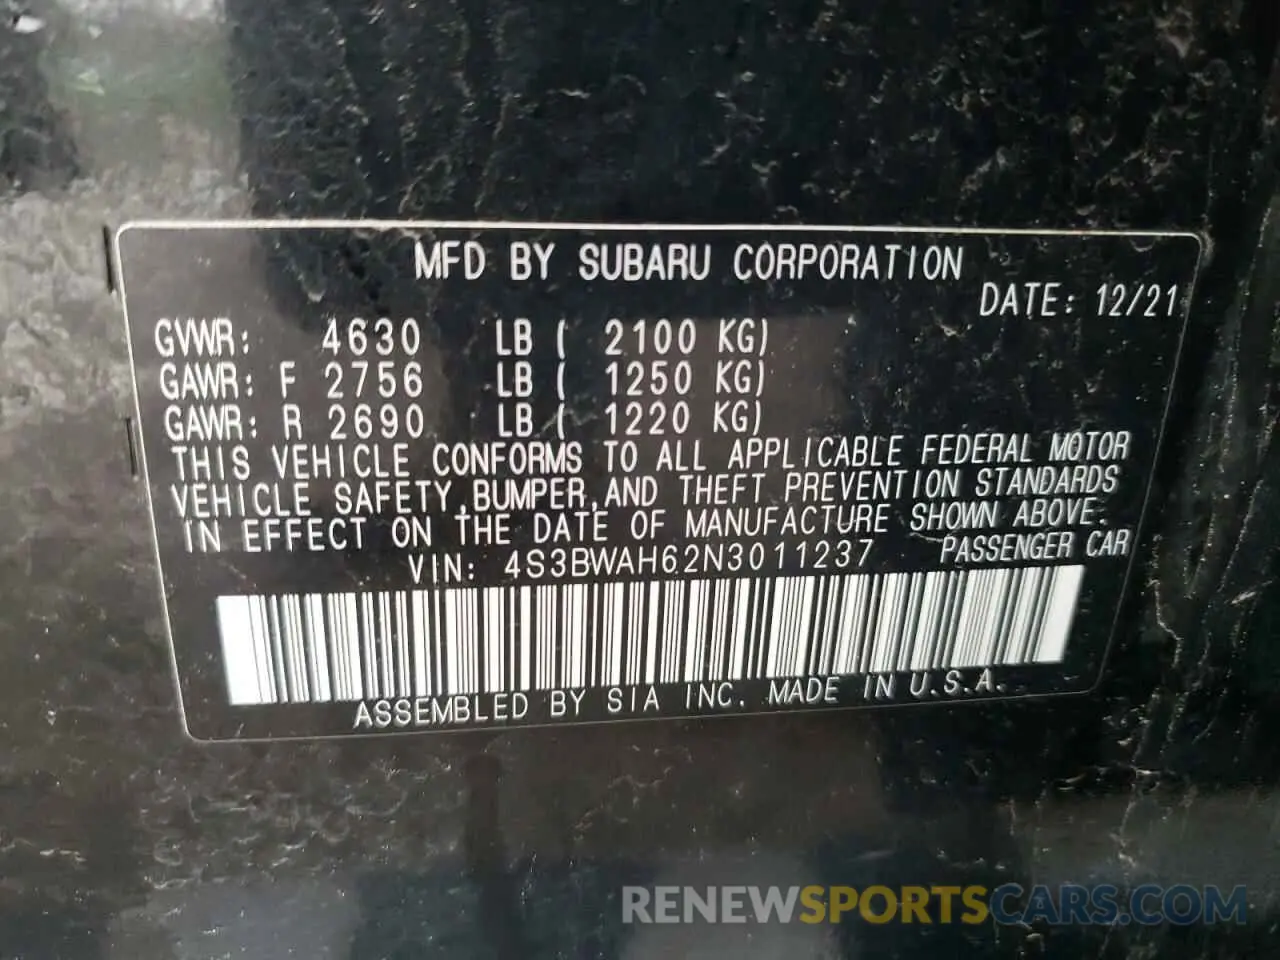 MFD BY SUBARU CORPORATION
DATE: 12/21
GVWR: 4630 LB ( 2100 KG)
GAWR: F 2756 LB ( 1250 KG)
GAWR: R 2690 LB ( 1220 KG)
THIS VEHICLE CONFORMS TO ALL APPLICABLE FEDERAL MOTOR
VEHICLE SAFETY,BUMPER,AND THEFT PREVENTION STANDARDS
IN EFFECT ON THE DATE OF MANUFACTURE SHOWN ABOVE.
VIN: 4S3BWAH62N3011237 PASSENGER CAR
ASSEMBLED BY SIA INC. MADE IN U.S.A.
RENEWSPORTSCARS.COM